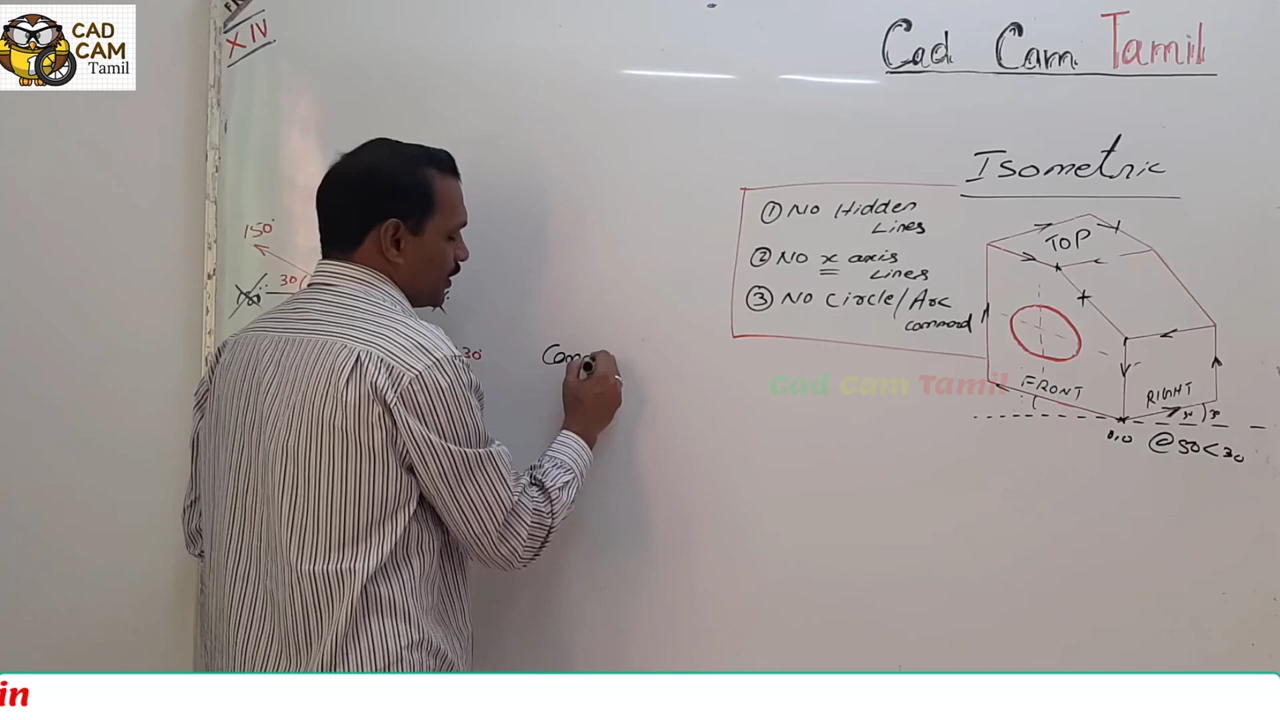 CAD
CAM
Tamil
XIV
Cad Cam Tamil
Isometric
① No Hidden
Lines
② No x axis
Lines
③ No Circle/Arc
command
TOP
FRONT
RIGHT
0,0
@50<30
150°
30
30°
Com
Cad Cam Tamil
in